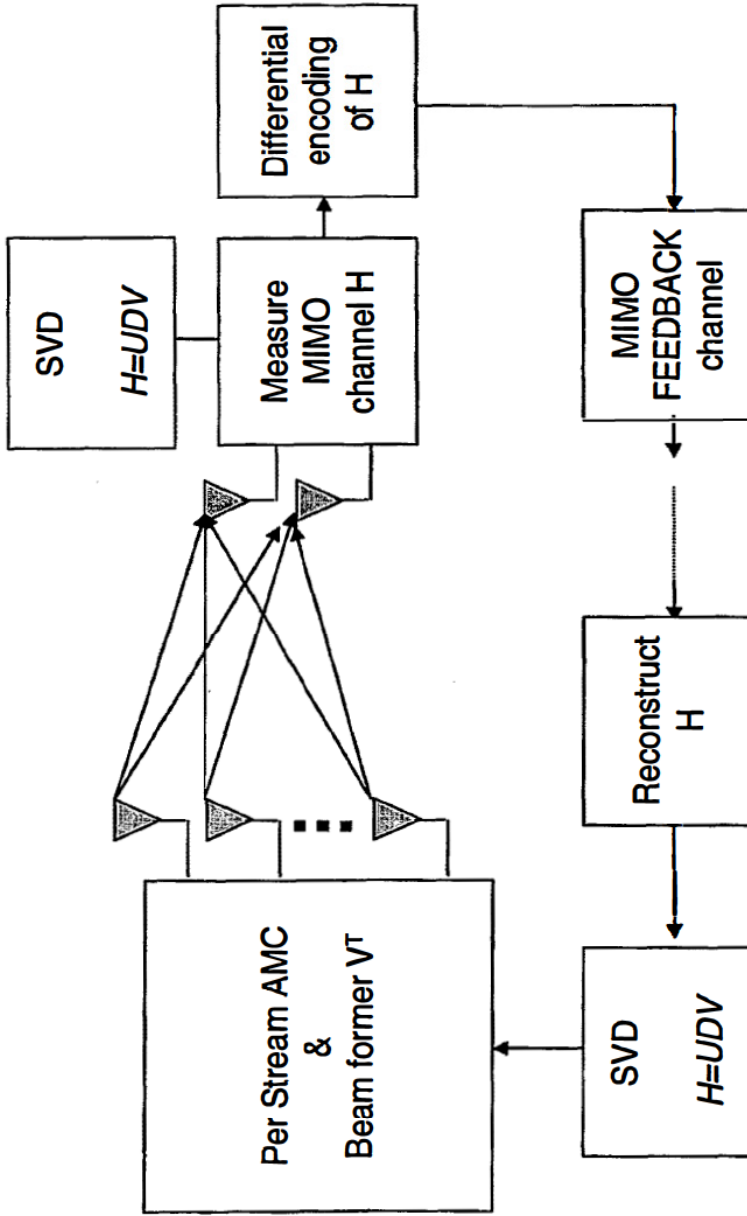 SVD
H=UDV
Measure
MIMO
channel H
Differential
encoding
of H
Per Stream AMC
&
Beam former Vᵀ
SVD
H=UDV
Reconstruct
H
MIMO
FEEDBACK
channel